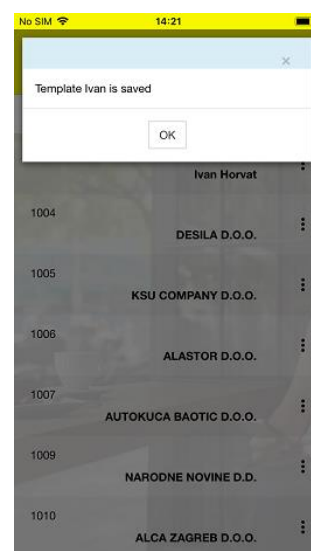 No SIM 14:21
×
Template Ivan is saved
OK
Ivan Horvat
1004
DESILA D.O.O.
1005
KSU COMPANY D.O.O.
1006
ALASTOR D.O.O.
1007
AUTOKUCA BAOTIC D.O.O.
1009
NARODNE NOVINE D.D.
1010
ALCA ZAGREB D.O.O.